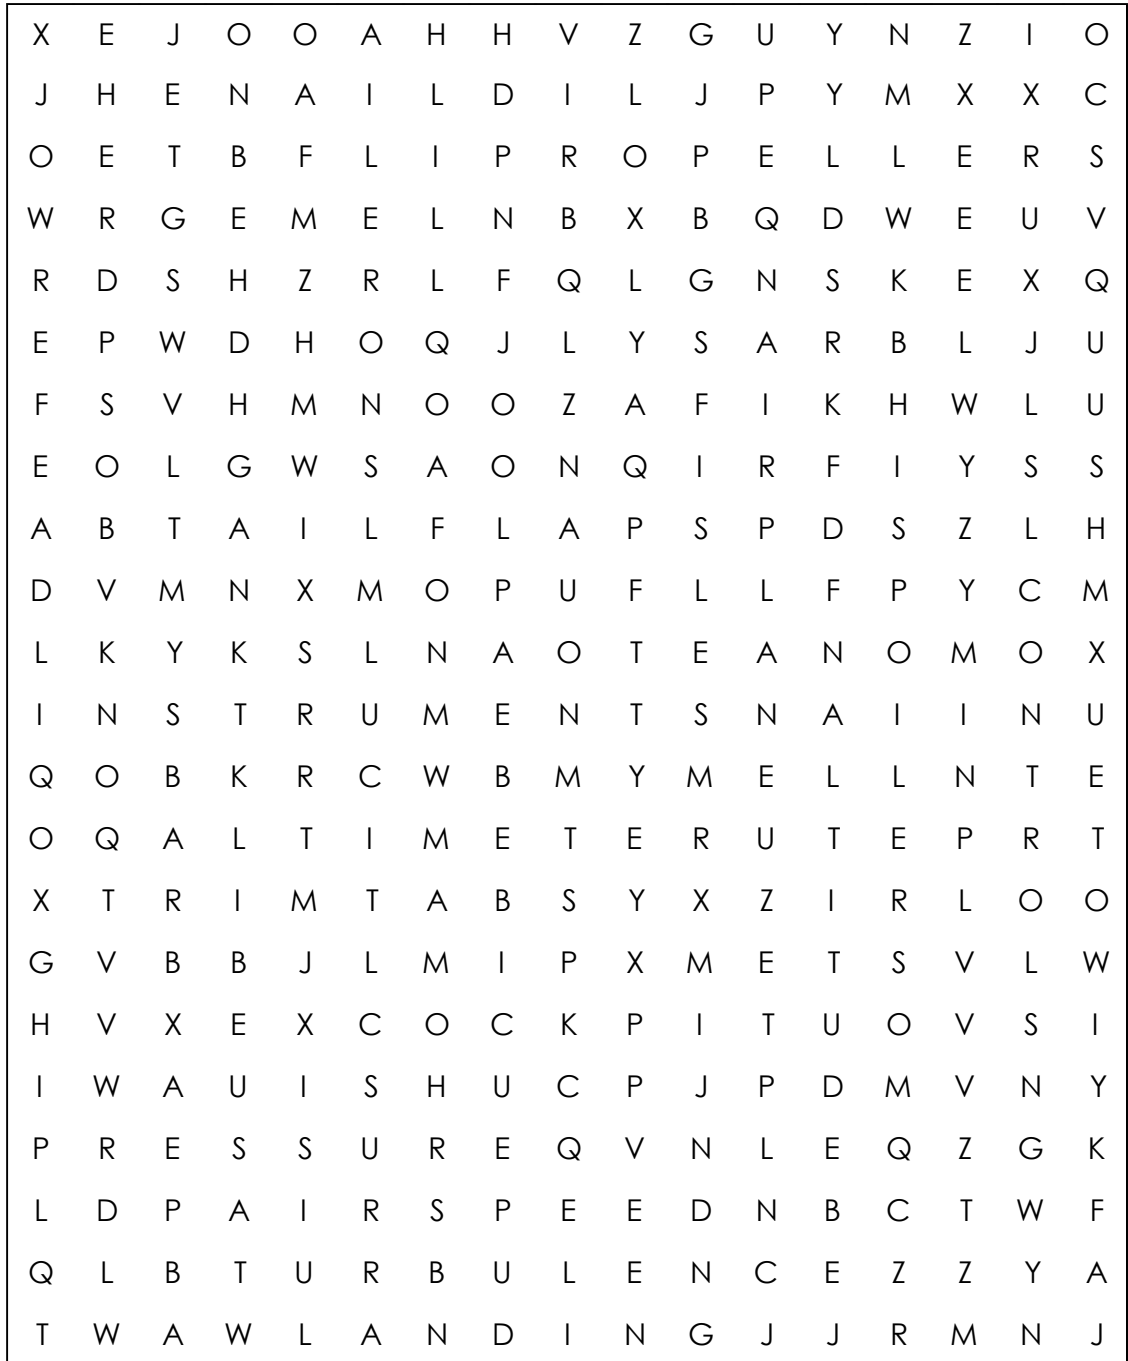 X E J O O A H H V Z G U Y N Z I O
J H E N A I L D I L J P Y M X X C
O E T B F L I P R O P E L L E R S
W R G E M E L N B X B Q D W E U V
R D S H Z R L F Q L G N S K E X Q
E P W D H O Q J L Y S A R B L J U
F S V H M N O O Z A F I K H W L U
E O L G W S A O N Q I R F I Y S S
A B T A I L F L A P S P D S Z L H
D V M N X M O P U F L L F P Y C M
L K Y K S L N A O T E A N O M O X
I N S T R U M E N T S N A I I N U
Q O B K R C W B M Y M E L L N T E
O Q A L T I M E T E R U T E P R T
X T R I M T A B S Y X Z I R L O O
G V B B J L M I P X M E T S V L W
H V X E X C O C K P I T U O V S I
I W A U I S H U C P J P D M V N Y
P R E S S U R E Q V N L E Q Z G K
L D P A I R S P E E D N B C T W F
Q L B T U R B U L E N C E Z Z Y A
T W A W L A N D I N G J J R M N J